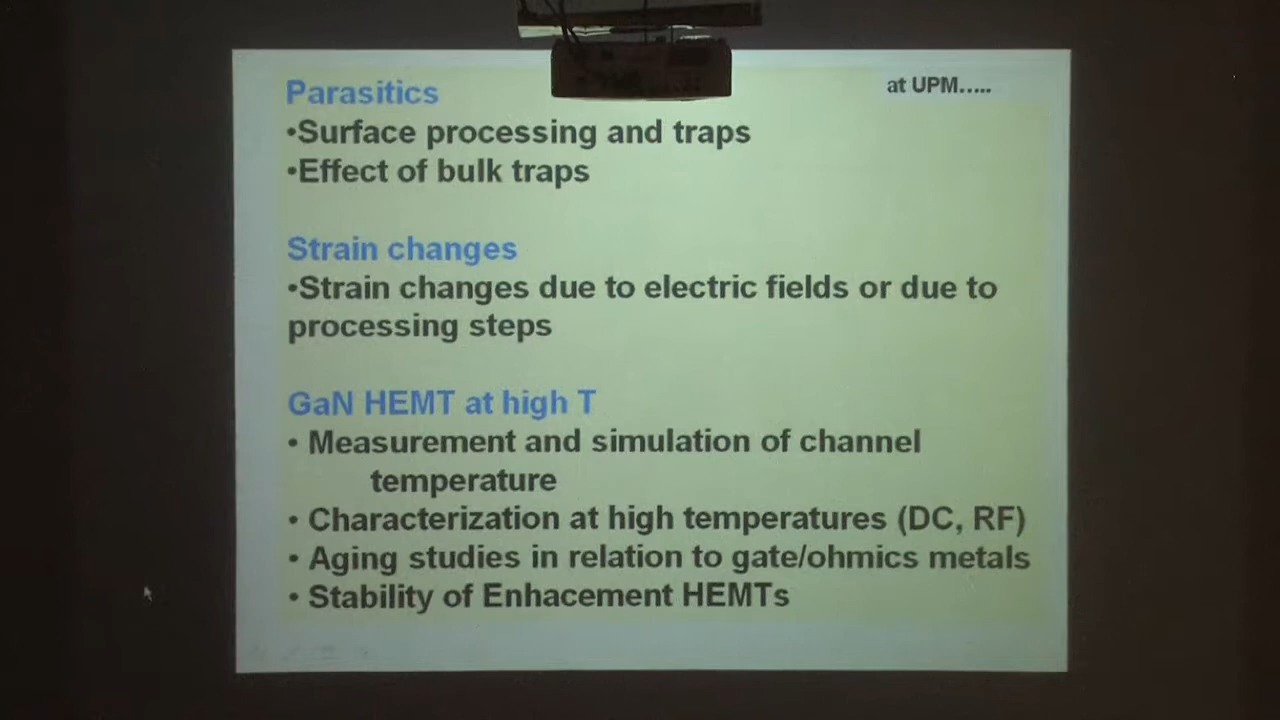 Parasitics
at UPM.....
•Surface processing and traps
•Effect of bulk traps
Strain changes
•Strain changes due to electric fields or due to
processing steps
GaN HEMT at high T
• Measurement and simulation of channel
temperature
• Characterization at high temperatures (DC, RF)
• Aging studies in relation to gate/ohmics metals
• Stability of Enhacement HEMTs